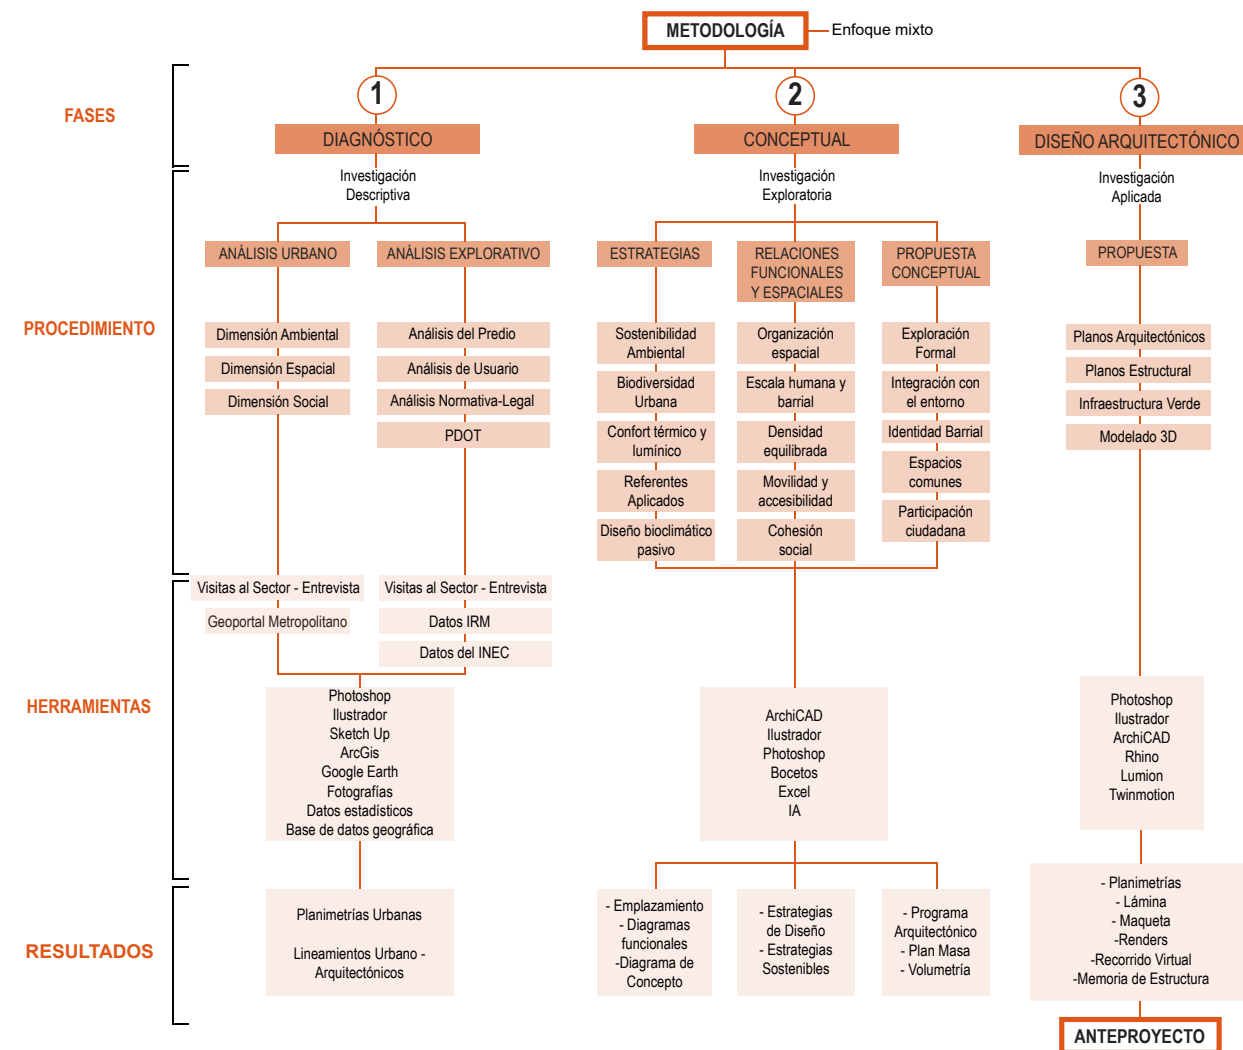 METODOLOGÍA
Enfoque mixto
FASES
1
2
3
DIAGNÓSTICO
CONCEPTUAL
DISEÑO ARQUITECTÓNICO
PROCEDIMIENTO
Investigación
Descriptiva
Investigación
Exploratoria
Investigación
Aplicada
ANÁLISIS URBANO
Dimensión Ambiental
Dimensión Espacial
Dimensión Social
ANÁLISIS EXPLORATIVO
Análisis del Predio
Análisis de Usuario
Análisis Normativa-Legal
PDOT
ESTRATEGIAS
Sostenibilidad
Ambiental
Biodiversidad
Urbana
Confort térmico y
lumínico
Referentes
Aplicados
Diseño bioclimático
pasivo
RELACIONES
FUNCIONALES
Y ESPACIALES
Organización
espacial
Escala humana y
barrial
Densidad
equilibrada
Movilidad y
accesibilidad
Cohesión
social
PROPUESTA
CONCEPTUAL
Exploración
Formal
Integración con
el entorno
Identidad Barrial
Espacios
comunes
Participación
ciudadana
PROPUESTA
Planos Arquitectónicos
Planos Estructural
Infraestructura Verde
Modelado 3D
HERRAMIENTAS
Visitas al Sector - Entrevista
Geoportal Metropolitano
Visitas al Sector - Entrevista
Datos IRM
Datos del INEC
Photoshop
Ilustrador
Sketch Up
ArcGis
Google Earth
Fotografías
Datos estadísticos
Base de datos geográfica
ArchiCAD
Ilustrador
Photoshop
Bocetos
Excel
IA
Photoshop
Ilustrador
ArchiCAD
Rhino
Lumion
Twinmotion
RESULTADOS
Planimetrías Urbanas
Lineamientos Urbano -
Arquitectónicos
- Emplazamiento
- Diagramas
funcionales
-Diagrama de
Concepto
- Estrategias
de Diseño
- Estrategias
Sostenibles
- Programa
Arquitectónico
- Plan Masa
- Volumetría
- Planimetrías
- Lámina
- Maqueta
-Renders
-Recorrido Virtual
-Memoria de Estructura
ANTEPROYECTO